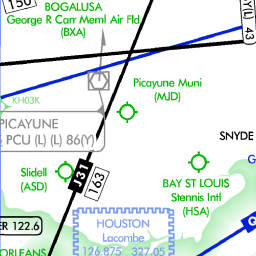 150
BOGALUSA
George R Carr Meml Air Fld
(BXA)
43
KH03K
Picayune Muni
(MJD)
PICAYUNE
PCU (L) (L) 86(Y)
SNYDE
Slidell
(ASD)
J31
163
BAY ST LOUIS
Stennis Intl
(HSA)
ER 122.6
HOUSTON
Lacombe
126.875 327.05
ORLEANS